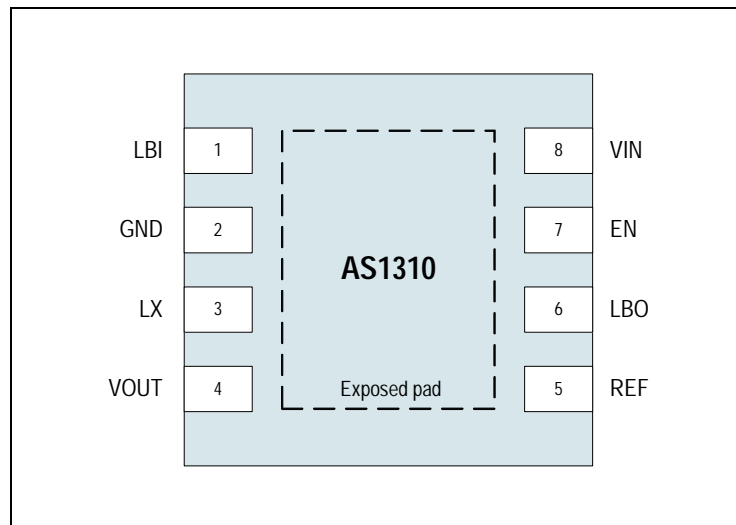 LBI 1 8 VIN
GND 2 7 EN
AS1310
LX 3 6 LBO
VOUT 4 Exposed pad 5 REF